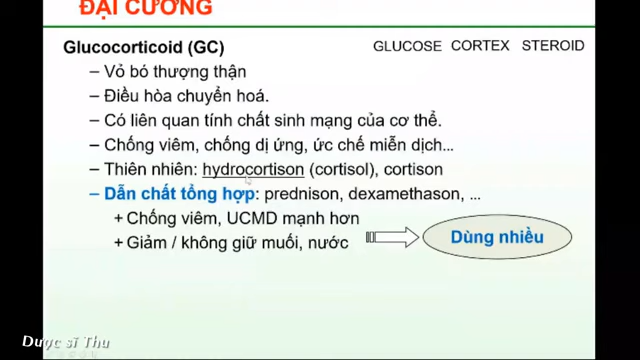 ĐẠI CƯƠNG
Glucocorticoid (GC)
GLUCOSE CORTEX STEROID
– Vỏ bó thượng thận
– Điều hòa chuyển hoá.
– Có liên quan tính chất sinh mạng của cơ thể.
– Chống viêm, chống dị ứng, ức chế miễn dịch...
– Thiên nhiên: hydrocortison (cortisol), cortison
– Dẫn chất tổng hợp: prednison, dexamethason, ...
+ Chống viêm, UCMD mạnh hơn
+ Giảm / không giữ muối, nước
Dùng nhiều
Dược sĩ Thu